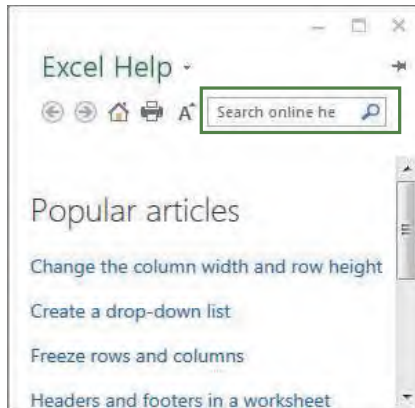 Excel Help
A
Search online he
Popular articles
Change the column width and row height
Create a drop-down list
Freeze rows and columns
Headers and footers in a worksheet